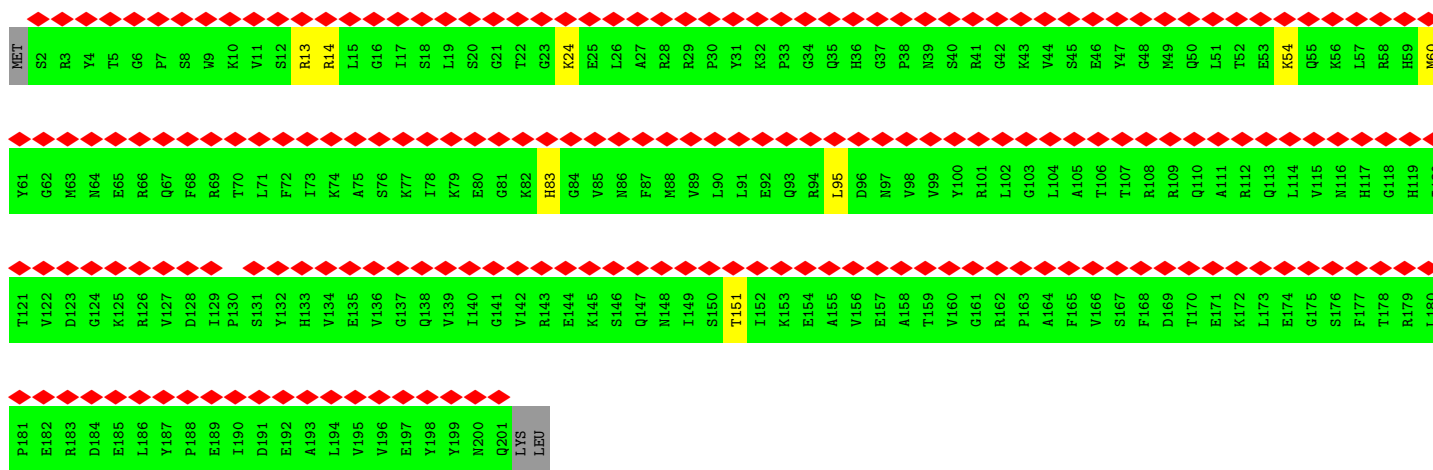 MET S2 R3 Y4 T5 G6 P7 S8 W9 K10 V11 S12 R13 R14 L15 G16 I17 S18 L19 S20 G21 T22 G23 K24 E25 L26 A27 R28 R29 P30 Y31 K32 P33 G34 Q35 H36 G37 P38 N39 S40 R41 G42 K43 V44 S45 E46 Y47 G48 M49 Q50 L51 T52 E53 K54 Q55 K56 L57 R58 H59 M60
Y61 G62 M63 N64 E65 R66 Q67 F68 R69 T70 L71 F72 I73 K74 A75 S76 K77 I78 K79 E80 G81 K82 H83 G84 V85 N86 F87 M88 V89 L90 L91 E92 Q93 R94 L95 D96 N97 V98 V99 Y100 R101 L102 G103 L104 A105 T106 T107 R108 R109 Q110 A111 R112 Q113 L114 V115 N116 H117 G118 H119
T121 V122 D123 G124 K125 R126 V127 D128 I129 P130 S131 Y132 H133 V134 E135 V136 G137 Q138 V139 I140 G141 V142 R143 E144 K145 S146 Q147 N148 I149 S150 T151 I152 K153 E154 A155 V156 E157 A158 T159 V160 G161 R162 P163 A164 F165 V166 S167 F168 D169 T170 E171 K172 L173 E174 G175 S176 F177 T178 R179 L180
P181 E182 R183 D184 E185 L186 Y187 P188 E189 I190 D191 E192 A193 L194 V195 V196 E197 Y198 Y199 N200 Q201 LYS LEU